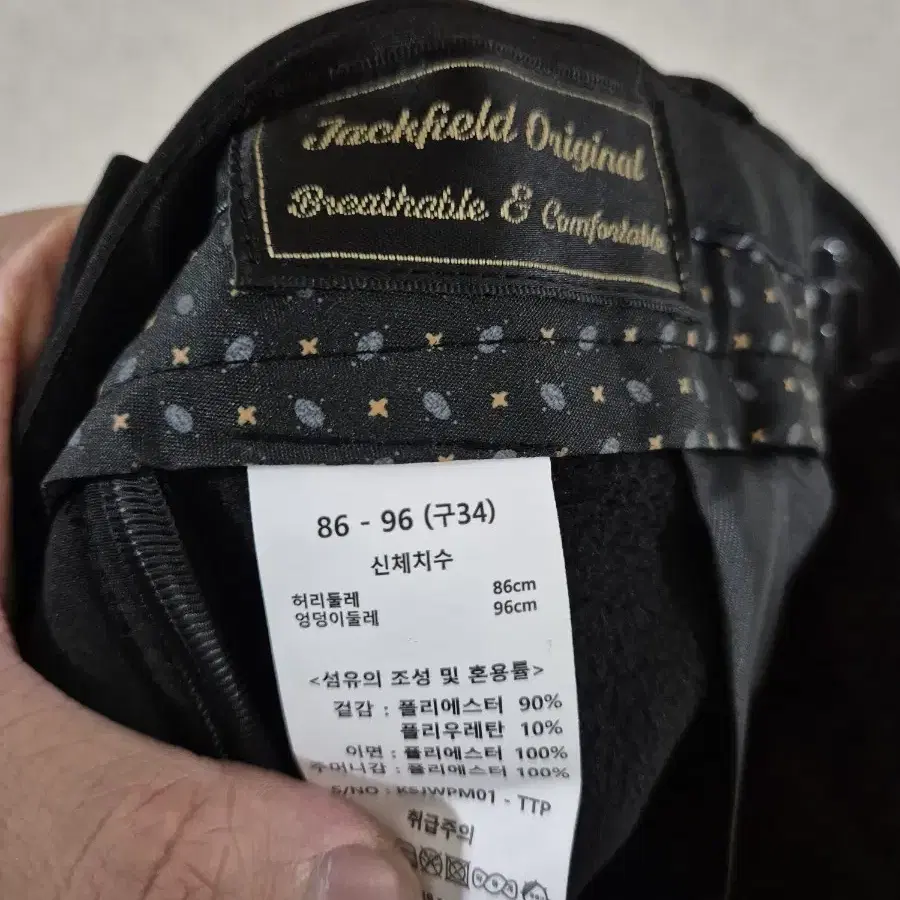 Jackfield Original
Breathable & Comfortable
86 - 96 (구34)
신체치수
허리둘레 86cm
엉덩이둘레 96cm
<섬유의 조성 및 혼용률>
겉감 : 폴리에스터 90%
폴리우레탄 10%
이면 : 폴리에스터 100%
주머니감 : 폴리에스터 100%
S/NO : K5JWPM01 - TTP
취급주의